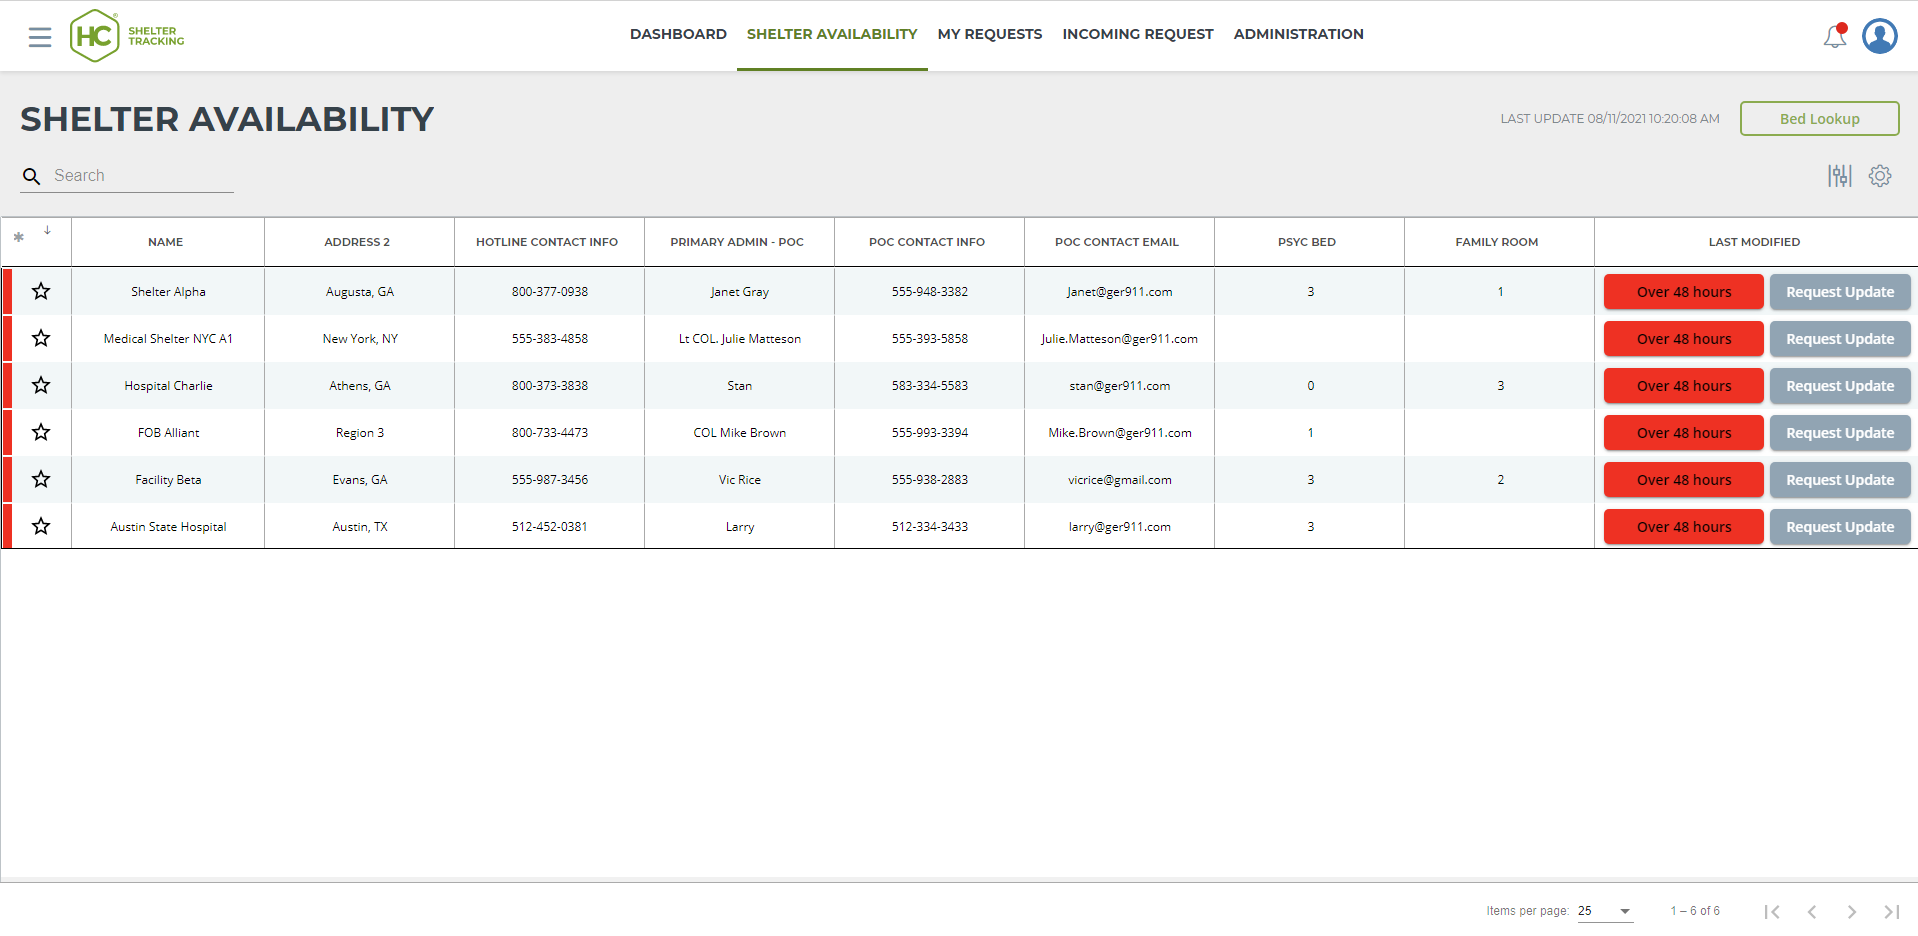 HC® SHELTER TRACKING
DASHBOARD SHELTER AVAILABILITY MY REQUESTS INCOMING REQUEST ADMINISTRATION
SHELTER AVAILABILITY
LAST UPDATE 08/11/2021 10:20:08 AM
Bed Lookup
Search
* ↓ NAME ADDRESS 2 HOTLINE CONTACT INFO PRIMARY ADMIN - POC POC CONTACT INFO POC CONTACT EMAIL PSYC BED FAMILY ROOM LAST MODIFIED
Shelter Alpha Augusta, GA 800-377-0938 Janet Gray 555-948-3382 Janet@ger911.com 3 1 Over 48 hours Request Update
Medical Shelter NYC A1 New York, NY 555-383-4858 Lt COL. Julie Matteson 555-393-5858 Julie.Matteson@ger911.com Over 48 hours Request Update
Hospital Charlie Athens, GA 800-373-3838 Stan 583-334-5583 stan@ger911.com 0 3 Over 48 hours Request Update
FOB Alliant Region 3 800-733-4473 COL Mike Brown 555-993-3394 Mike.Brown@ger911.com 1 Over 48 hours Request Update
Facility Beta Evans, GA 555-987-3456 Vic Rice 555-938-2883 vicrice@gmail.com 3 2 Over 48 hours Request Update
Austin State Hospital Austin, TX 512-452-0381 Larry 512-334-3433 larry@ger911.com 3 Over 48 hours Request Update
Items per page: 25 1 – 6 of 6